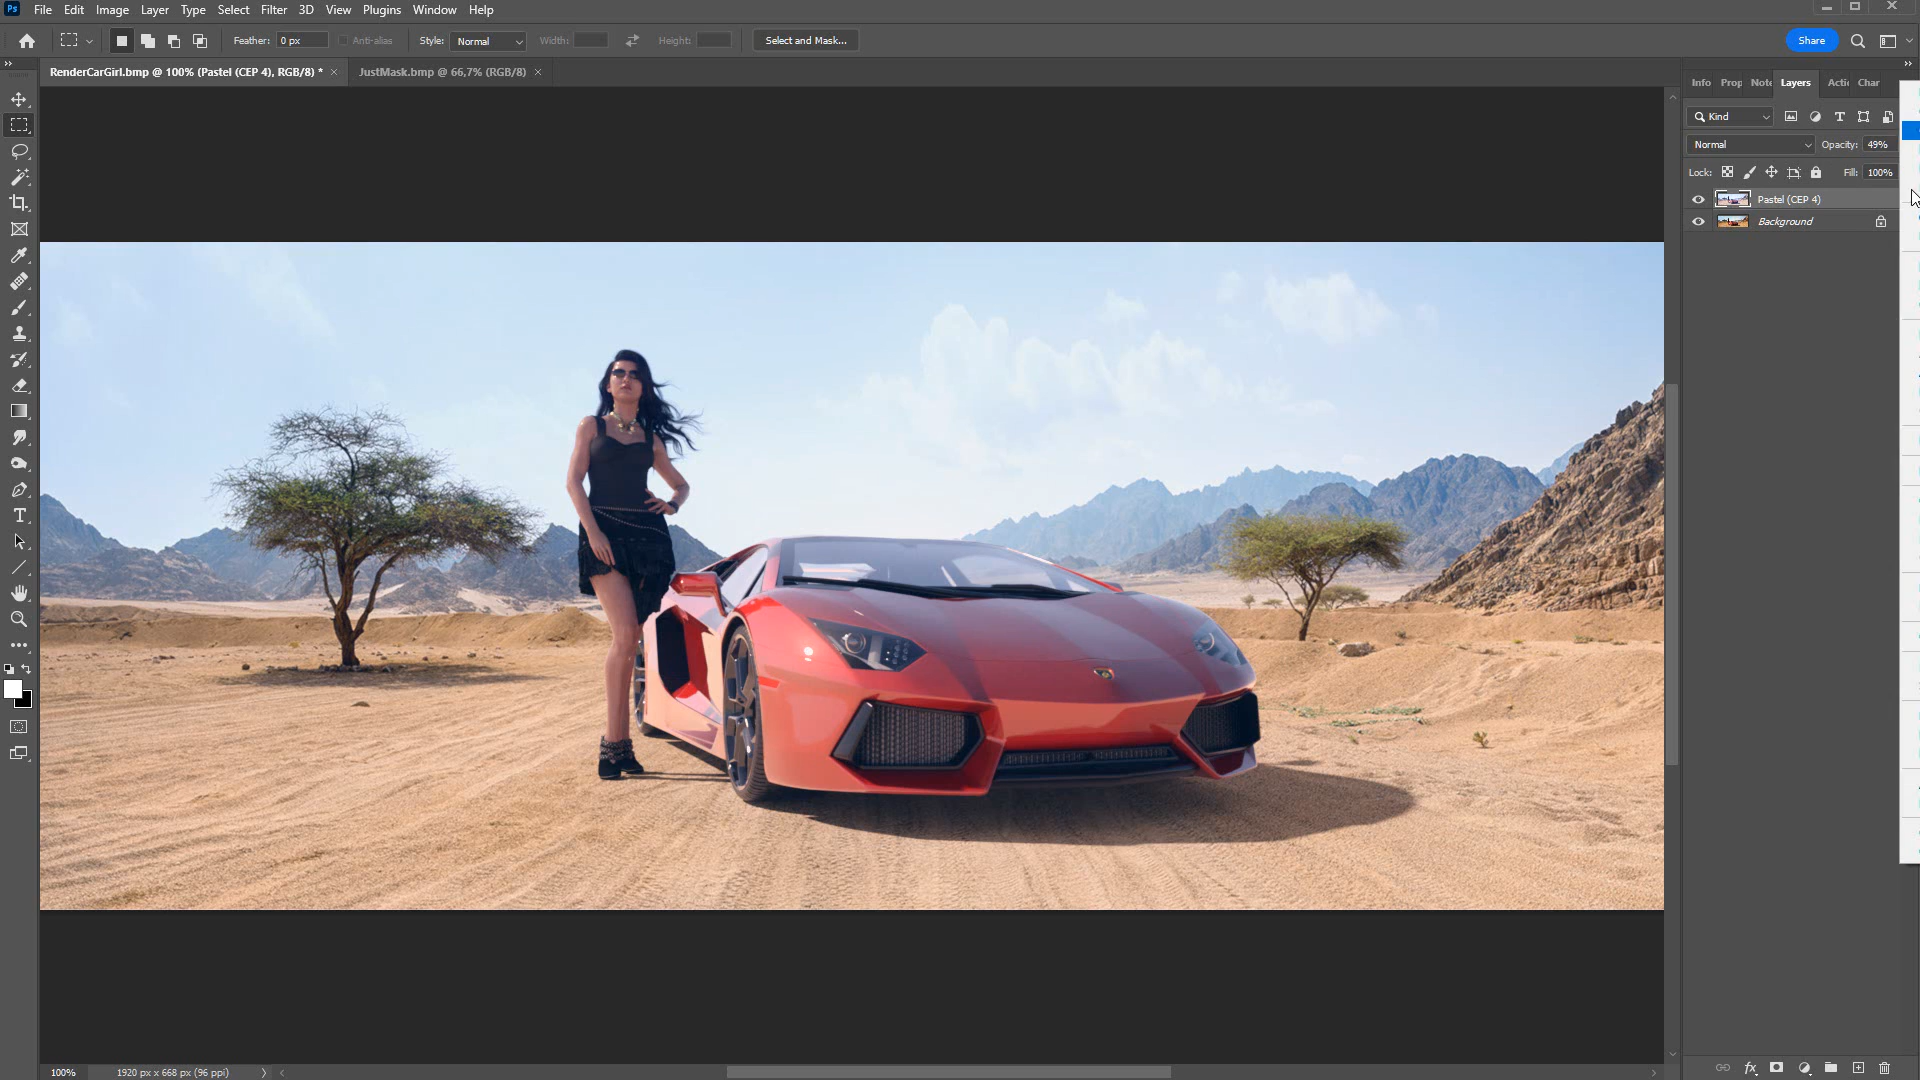 Ps File Edit Image Layer Type Select Filter 3D View Plugins Window Help
Feather: 0 px Anti-alias Style: Normal Width: Height: Select and Mask... Share
RenderCarGirl.bmp @ 100% (Pastel (CEP 4), RGB/8) * JustMask.bmp @ 66,7% (RGB/8)
Info Prop Note Layers Acti Char
Kind
Normal Opacity: 49%
Lock: Fill: 100%
Pastel (CEP 4)
Background
100% 1920 px x 668 px (96 ppi)